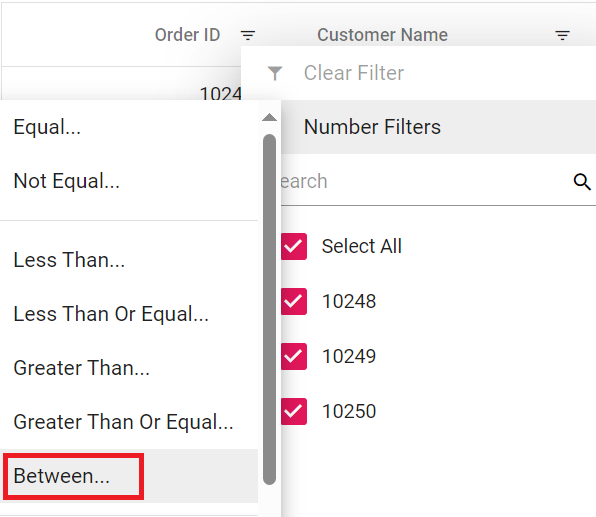 Order ID
Customer Name
Clear Filter
1024
Number Filters
Equal...
Not Equal...
earch
Select All
Less Than...
10248
Less Than Or Equal...
10249
Greater Than...
10250
Greater Than Or Equal...
Between...